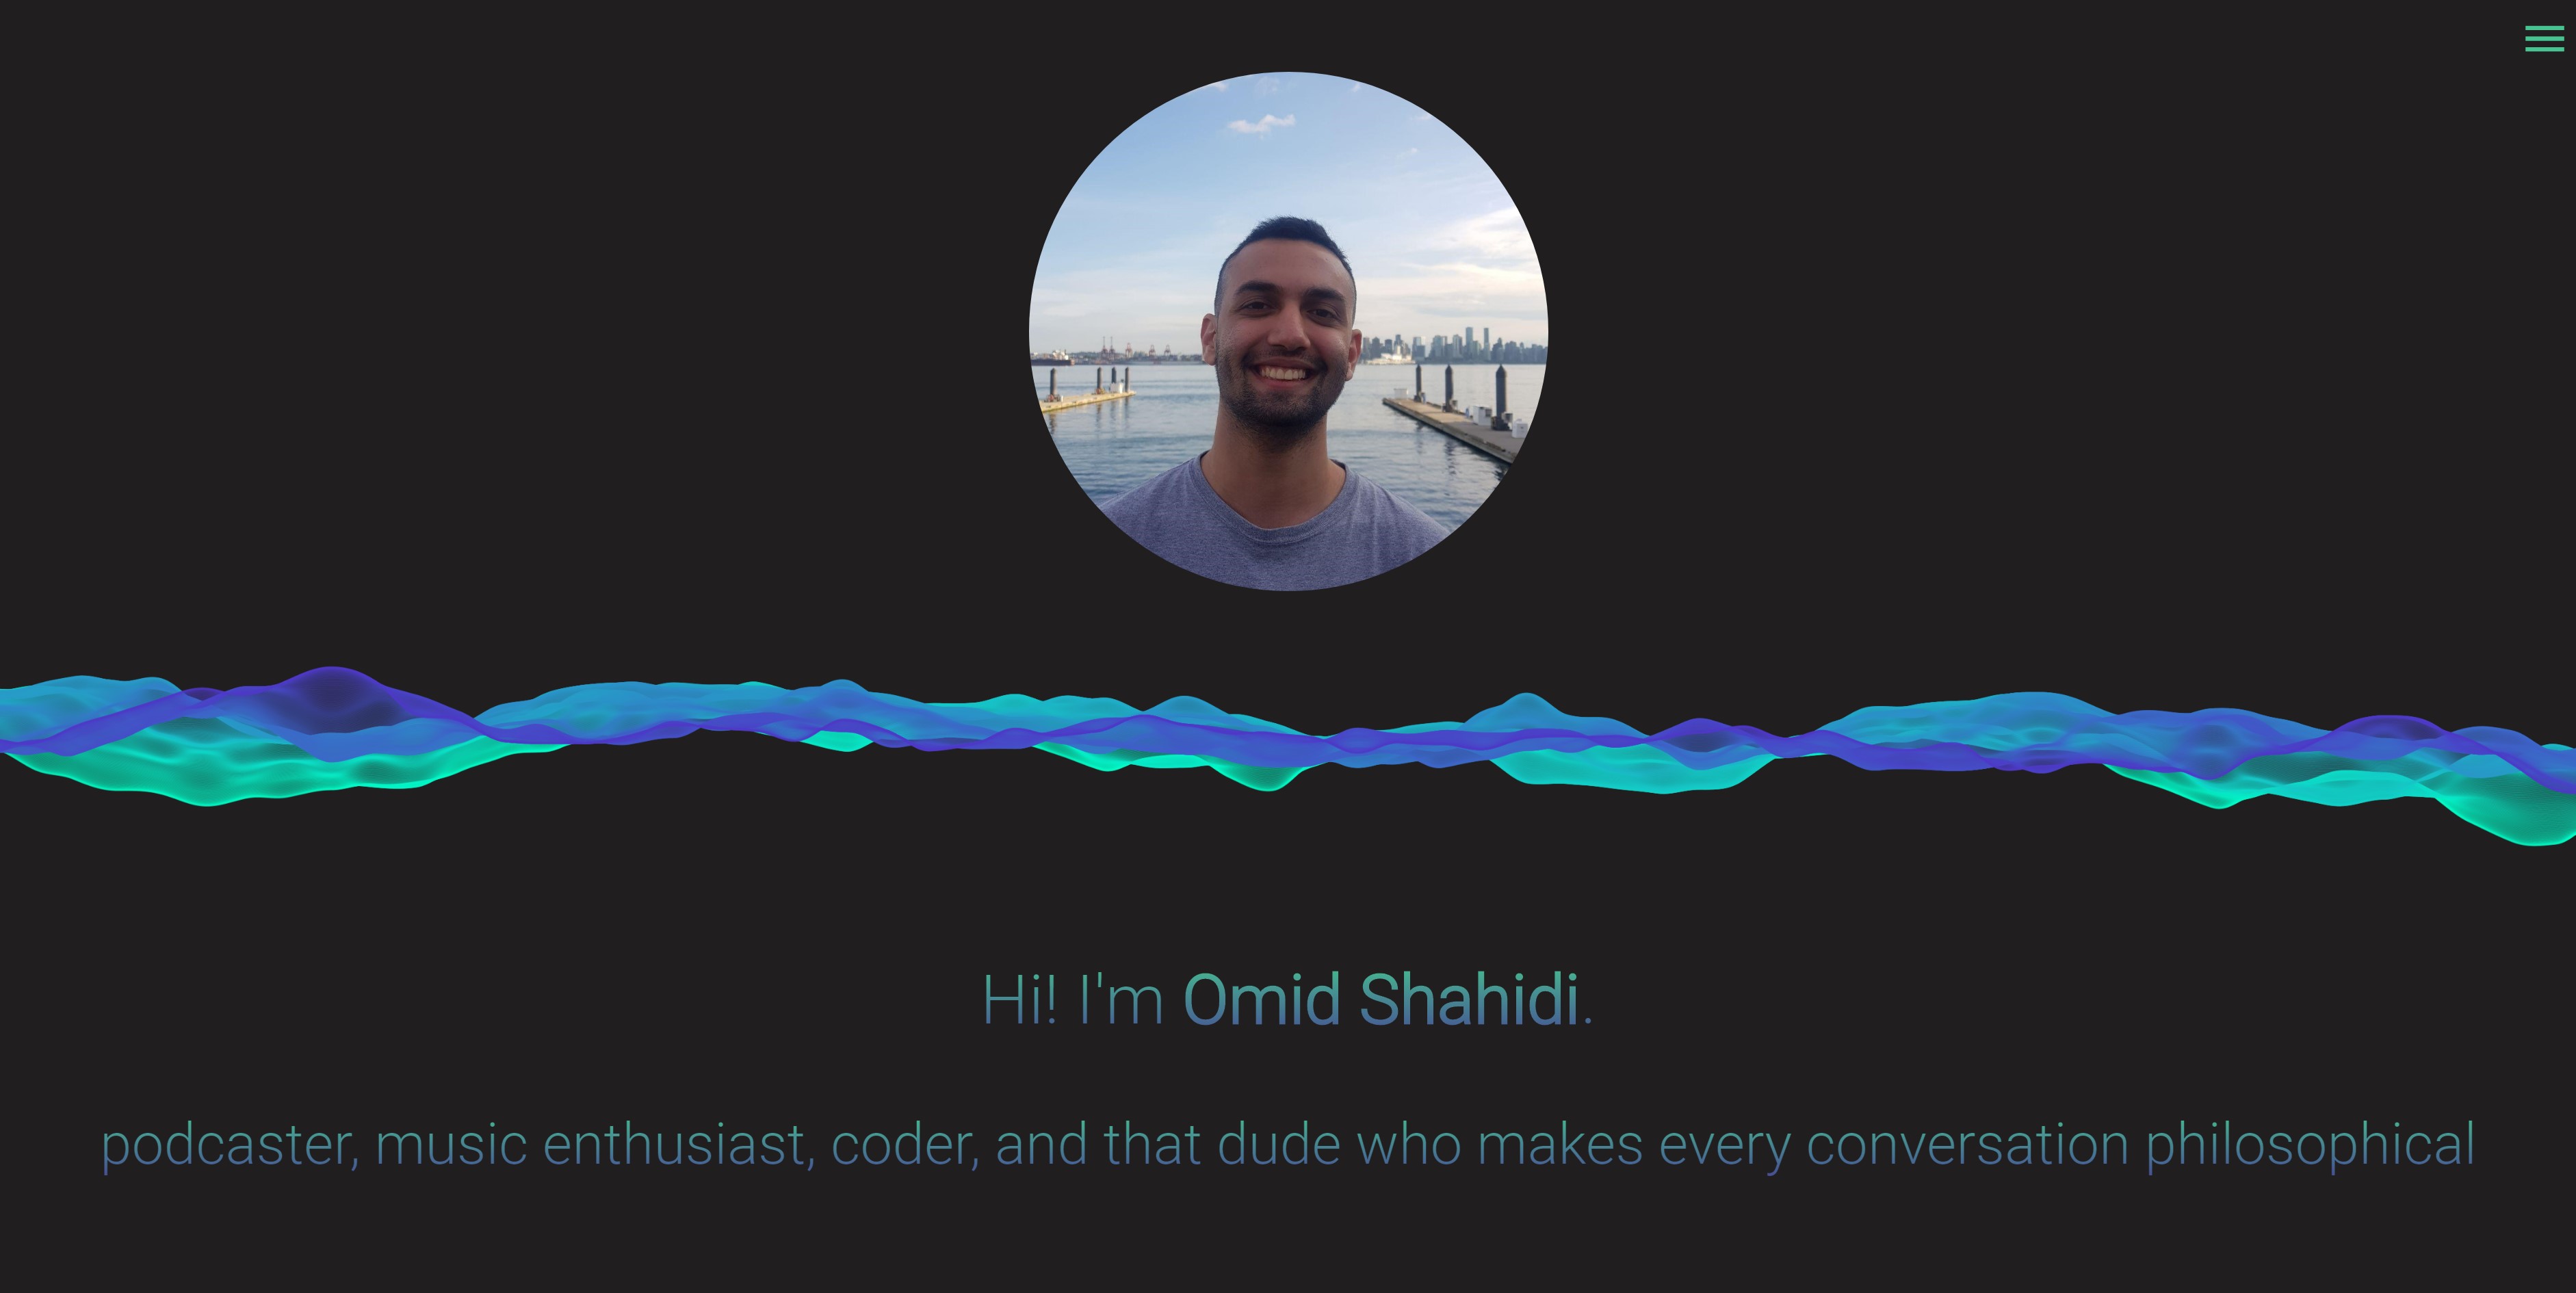 Hi! I'm Omid Shahidi.
podcaster, music enthusiast, coder, and that dude who makes every conversation philosophical